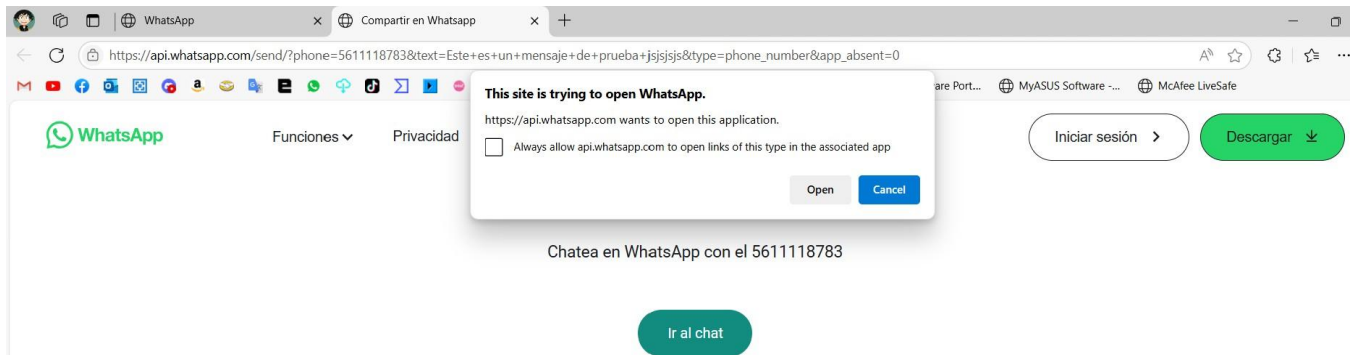 WhatsApp
Compartir en Whatsapp
https://api.whatsapp.com/send/?phone=5611118783&text=Este+es+un+mensaje+de+prueba+jsjsjsjs&type=phone_number&app_absent=0
This site is trying to open WhatsApp.
https://api.whatsapp.com wants to open this application.
Always allow api.whatsapp.com to open links of this type in the associated app
Open Cancel
are Port... MyASUS Software -... McAfee LiveSafe
WhatsApp Funciones Privacidad Iniciar sesión Descargar
Chatea en WhatsApp con el 5611118783
Ir al chat